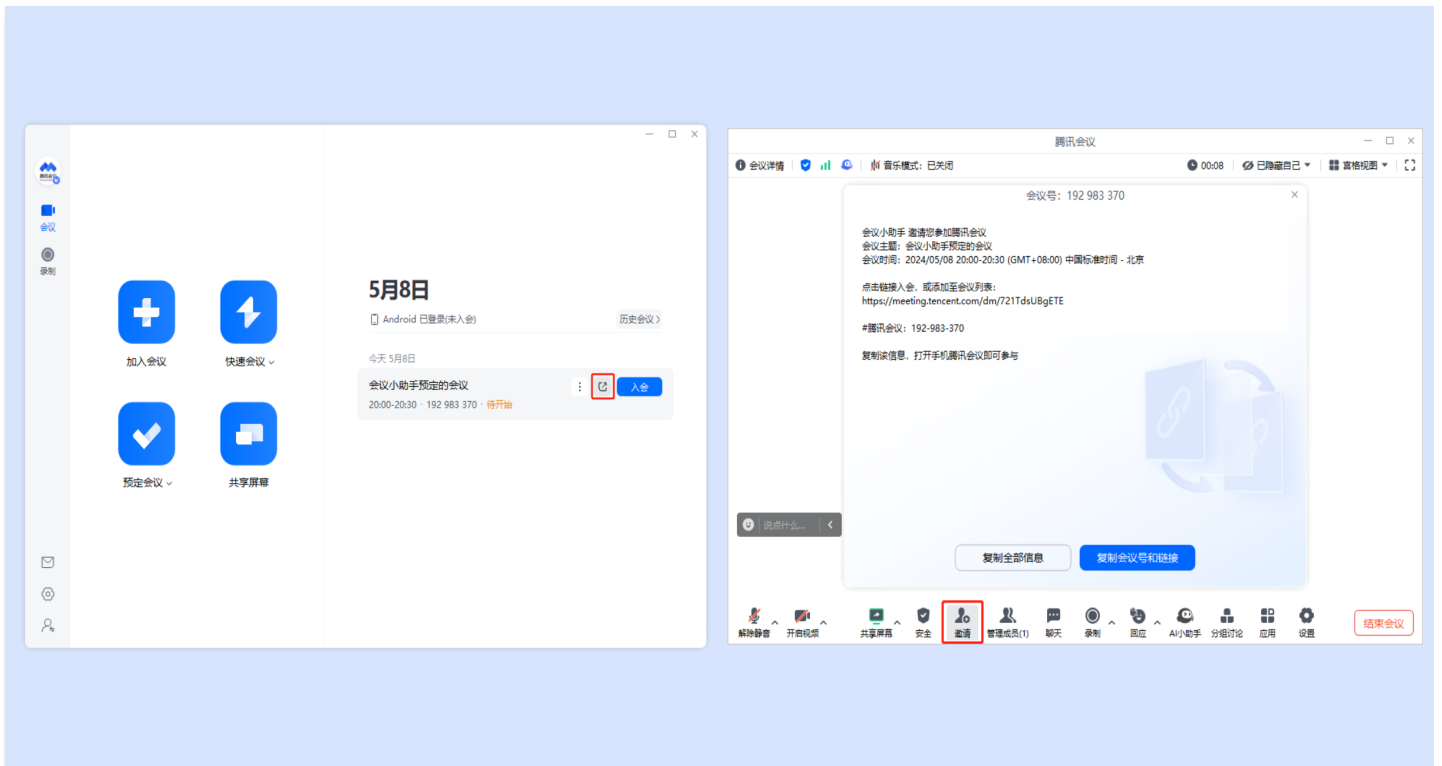 会议
录制
加入会议
快速会议
预定会议
共享屏幕
5月8日
Android 已登录(未入会)
历史会议
今天 5月8日
会议小助手预定的会议
入会
20:00-20:30 · 192 983 370 · 待开始
腾讯会议
会议详情
音乐模式：已关闭
00:08
已隐藏自己
宫格视图
会议号：192 983 370
会议小助手 邀请您参加腾讯会议
会议主题：会议小助手预定的会议
会议时间：2024/05/08 20:00-20:30 (GMT+08:00) 中国标准时间 - 北京
点击链接入会，或添加至会议列表：
https://meeting.tencent.com/dm/721TdsUBgETE
#腾讯会议：192-983-370
复制该信息，打开手机腾讯会议即可参与
说点什么...
复制全部信息
复制会议号和链接
解除静音
开启视频
共享屏幕
安全
邀请
管理成员(1)
聊天
录制
回应
AI小助手
分组讨论
应用
设置
结束会议